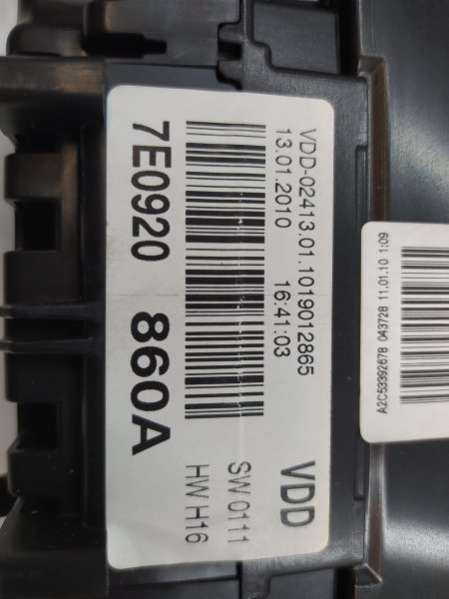 VDD-02413.01.1019012865
13.01.2010 16:41:03
VDD
SW 0111
HW H16
7E0920 860A
A2C53392678 043728 11.01.10 1:09